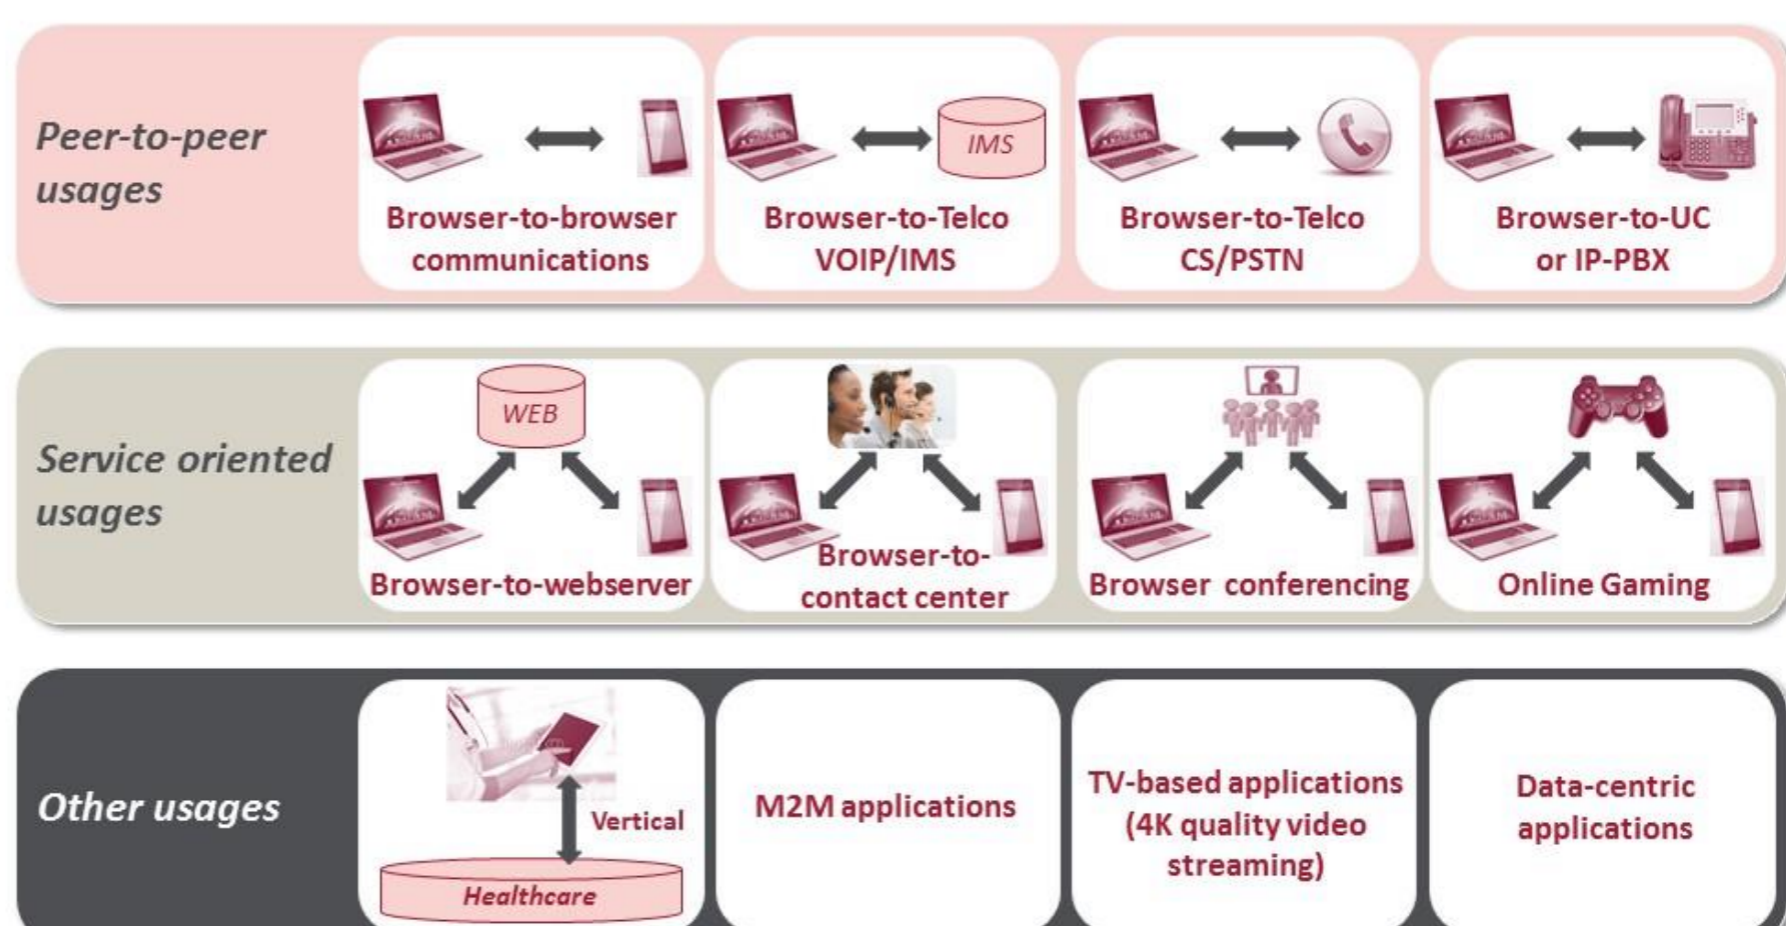 Peer-to-peer
usages
IMS
Browser-to-browser
communications
Browser-to-Telco
VOIP/IMS
Browser-to-Telco
CS/PSTN
Browser-to-UC
or IP-PBX
Service oriented
usages
WEB
Browser-to-webserver
Browser-to-
contact center
Browser conferencing
Online Gaming
Other usages
Vertical
Healthcare
M2M applications
TV-based applications
(4K quality video
streaming)
Data-centric
applications